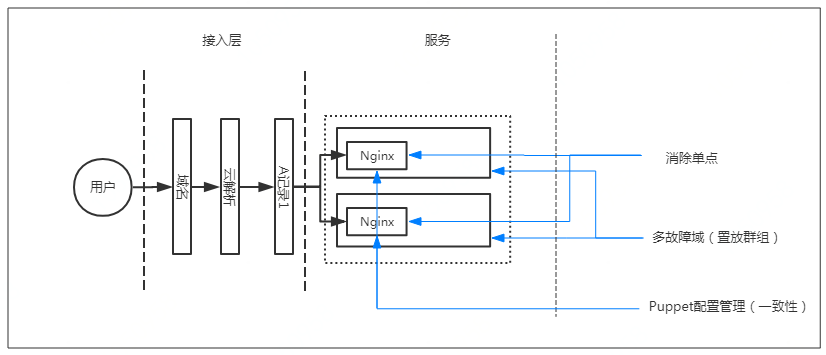 接入层
服务
用户
域名
云解析
A记录1
Nginx
Nginx
消除单点
多故障域（置放群组）
Puppet配置管理（一致性）